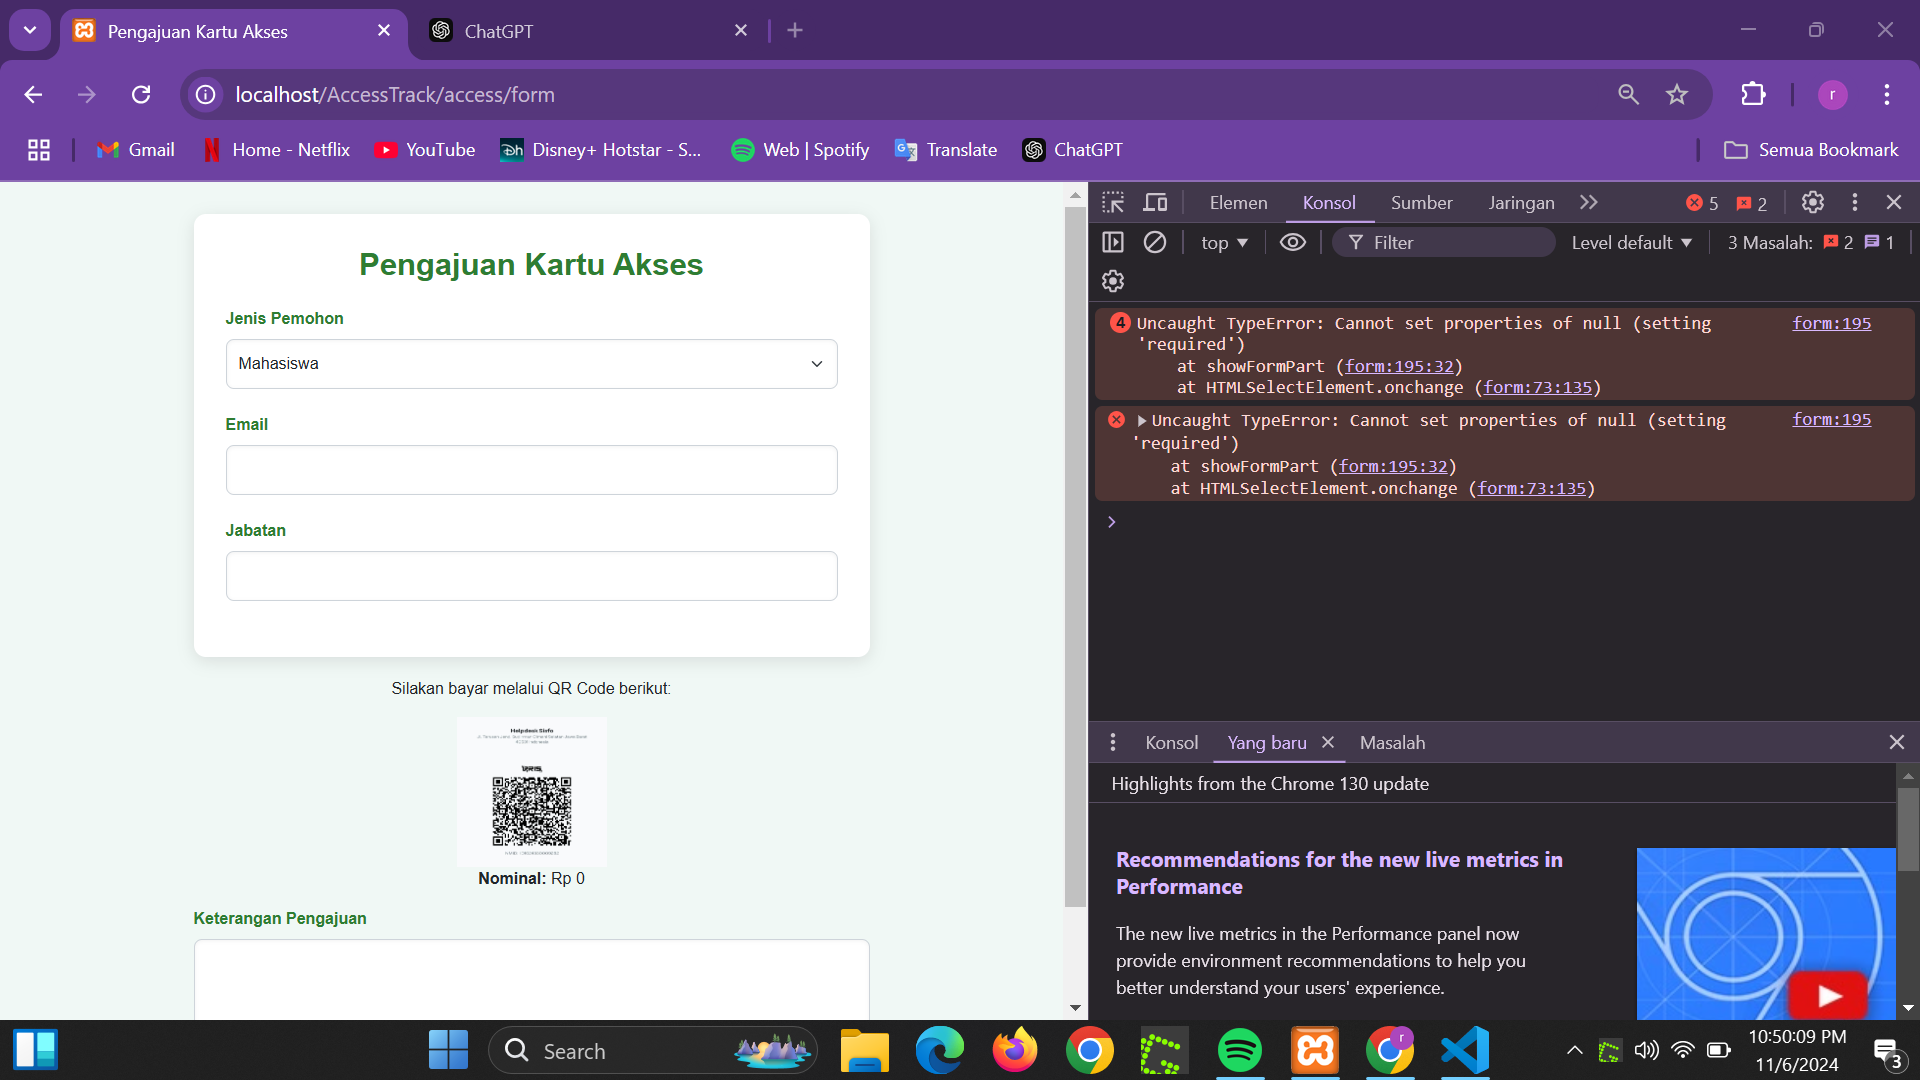 Pengajuan Kartu Akses
ChatGPT
localhost/AccessTrack/access/form
r
Gmail
Home - Netflix
YouTube
Disney+ Hotstar - S...
Web | Spotify
Translate
ChatGPT
Semua Bookmark
Pengajuan Kartu Akses
Jenis Pemohon
Mahasiswa
Email
Jabatan
Silakan bayar melalui QR Code berikut:
Helpdesk Sisfo
Nominal: Rp 0
Keterangan Pengajuan
Elemen
Konsol
Sumber
Jaringan
5
2
top
Filter
Level default
3 Masalah: 2 1
4 Uncaught TypeError: Cannot set properties of null (setting form:195
'required')
at showFormPart (form:195:32)
at HTMLSelectElement.onchange (form:73:135)
Uncaught TypeError: Cannot set properties of null (setting form:195
'required')
at showFormPart (form:195:32)
at HTMLSelectElement.onchange (form:73:135)
Konsol
Yang baru
Masalah
Highlights from the Chrome 130 update
Recommendations for the new live metrics in
Performance
The new live metrics in the Performance panel now
provide environment recommendations to help you
better understand your users' experience.
Search
r
10:50:09 PM
11/6/2024
3